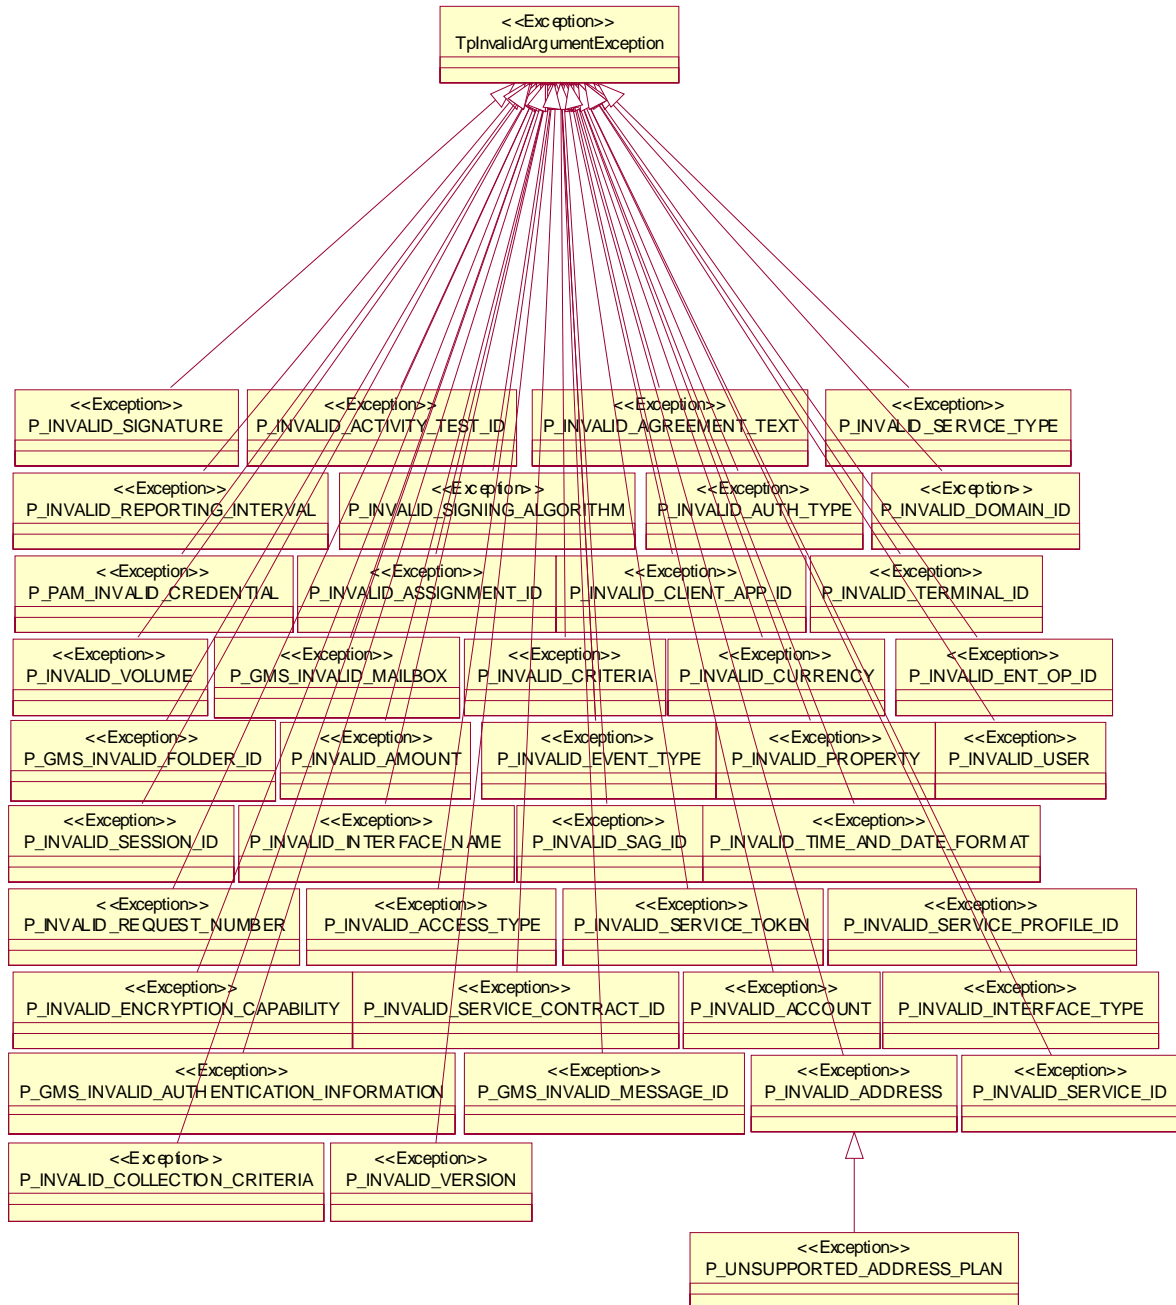 <<Exception>>
TpInvalidArgumentException
<<Exception>>
P_INVALID_SIGNATURE
<<Exception>>
P_INVALID_ACTIVITY_TEST_ID
<<Exception>>
P_INVALID_AGREEMENT_TEXT
<<Exception>>
P_INVALID_SERVICE_TYPE
<<Exception>>
P_INVALID_REPORTING_INTERVAL
<<Exception>>
P_INVALID_SIGNING_ALGORITHM
<<Exception>>
P_INVALID_AUTH_TYPE
<<Exception>>
P_INVALID_DOMAIN_ID
<<Exception>>
P_PAM_INVALID_CREDENTIAL
<<Exception>>
P_INVALID_ASSIGNMENT_ID
<<Exception>>
P_INVALID_CLIENT_APP_ID
<<Exception>>
P_INVALID_TERMINAL_ID
<<Exception>>
P_INVALID_VOLUME
<<Exception>>
P_GMS_INVALID_MAILBOX
<<Exception>>
P_INVALID_CRITERIA
<<Exception>>
P_INVALID_CURRENCY
<<Exception>>
P_INVALID_ENT_OP_ID
<<Exception>>
P_GMS_INVALID_FOLDER_ID
<<Exception>>
P_INVALID_AMOUNT
<<Exception>>
P_INVALID_EVENT_TYPE
<<Exception>>
P_INVALID_PROPERTY
<<Exception>>
P_INVALID_USER
<<Exception>>
P_INVALID_SESSION_ID
<<Exception>>
P_INVALID_INTERFACE_NAME
<<Exception>>
P_INVALID_SAG_ID
<<Exception>>
P_INVALID_TIME_AND_DATE_FORMAT
<<Exception>>
P_INVALID_REQUEST_NUMBER
<<Exception>>
P_INVALID_ACCESS_TYPE
<<Exception>>
P_INVALID_SERVICE_TOKEN
<<Exception>>
P_INVALID_SERVICE_PROFILE_ID
<<Exception>>
P_INVALID_ENCRYPTION_CAPABILITY
<<Exception>>
P_INVALID_SERVICE_CONTRACT_ID
<<Exception>>
P_INVALID_ACCOUNT
<<Exception>>
P_INVALID_INTERFACE_TYPE
<<Exception>>
P_GMS_INVALID_AUTHENTICATION_INFORMATION
<<Exception>>
P_GMS_INVALID_MESSAGE_ID
<<Exception>>
P_INVALID_ADDRESS
<<Exception>>
P_INVALID_SERVICE_ID
<<Exception>>
P_INVALID_COLLECTION_CRITERIA
<<Exception>>
P_INVALID_VERSION
<<Exception>>
P_UNSUPPORTED_ADDRESS_PLAN